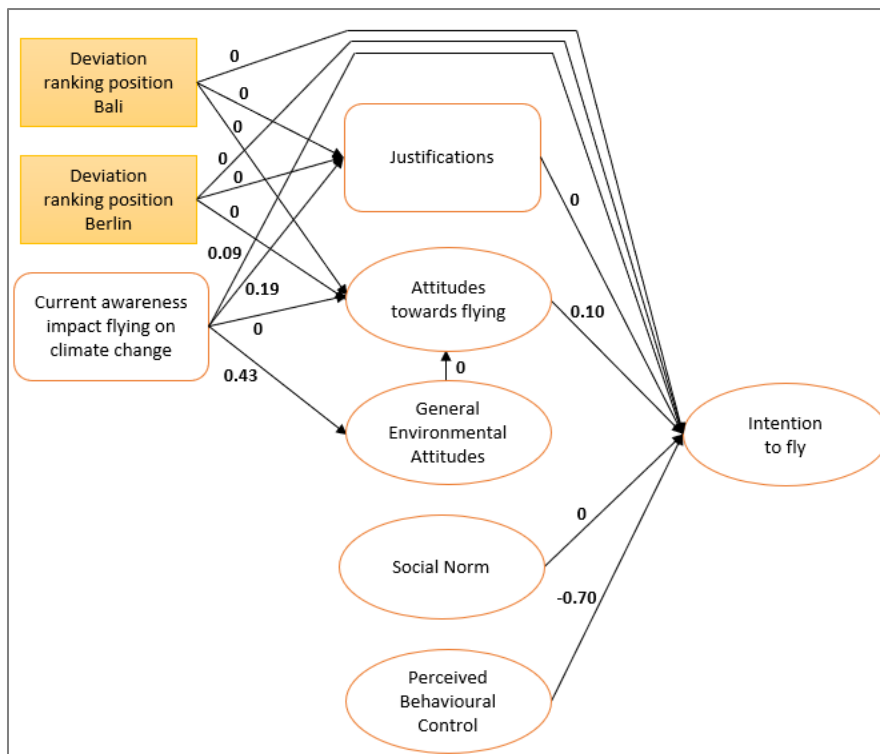 Deviation
ranking position
Bali
0
0
0
Justifications
Deviation
ranking position
Berlin
0
0
0
0
Current awareness
impact flying on
climate change
0.09
0.19
0
0.43
Attitudes
towards flying
0.10
0
General
Environmental
Attitudes
Intention
to fly
0
Social Norm
-0.70
Perceived
Behavioural
Control